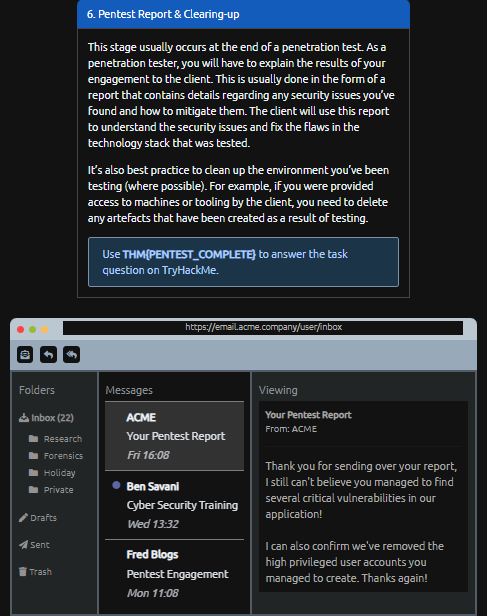 6. Pentest Report & Clearing-up
This stage usually occurs at the end of a penetration test. As a
penetration tester, you will have to explain the results of your
engagement to the client. This is usually done in the form of a
report that contains details regarding any security issues you've
found and how to mitigate them. The client will use this report
to understand the security issues and fix the flaws in the
technology stack that was tested.
It's also best practice to clean up the environment you've been
testing (where possible). For example, if you were provided
access to machines or tooling by the client, you need to delete
any artefacts that have been created as a result of testing.
Use THM{PENTEST_COMPLETE} to answer the task
question on TryHackMe.
https://email.acme.company/user/inbox
Folders
Inbox (22)
Research
Forensics
Holiday
Private
Drafts
Sent
Trash
Messages
ACME
Your Pentest Report
Fri 16:08
Ben Savani
Cyber Security Training
Wed 13:32
Fred Blogs
Pentest Engagement
Mon 11:08
Viewing
Your Pentest Report
From: ACME
Thank you for sending over your report,
I still can't believe you managed to find
several critical vulnerabilities in our
application!
I can also confirm we've removed the
high privileged user accounts you
managed to create. Thanks again!